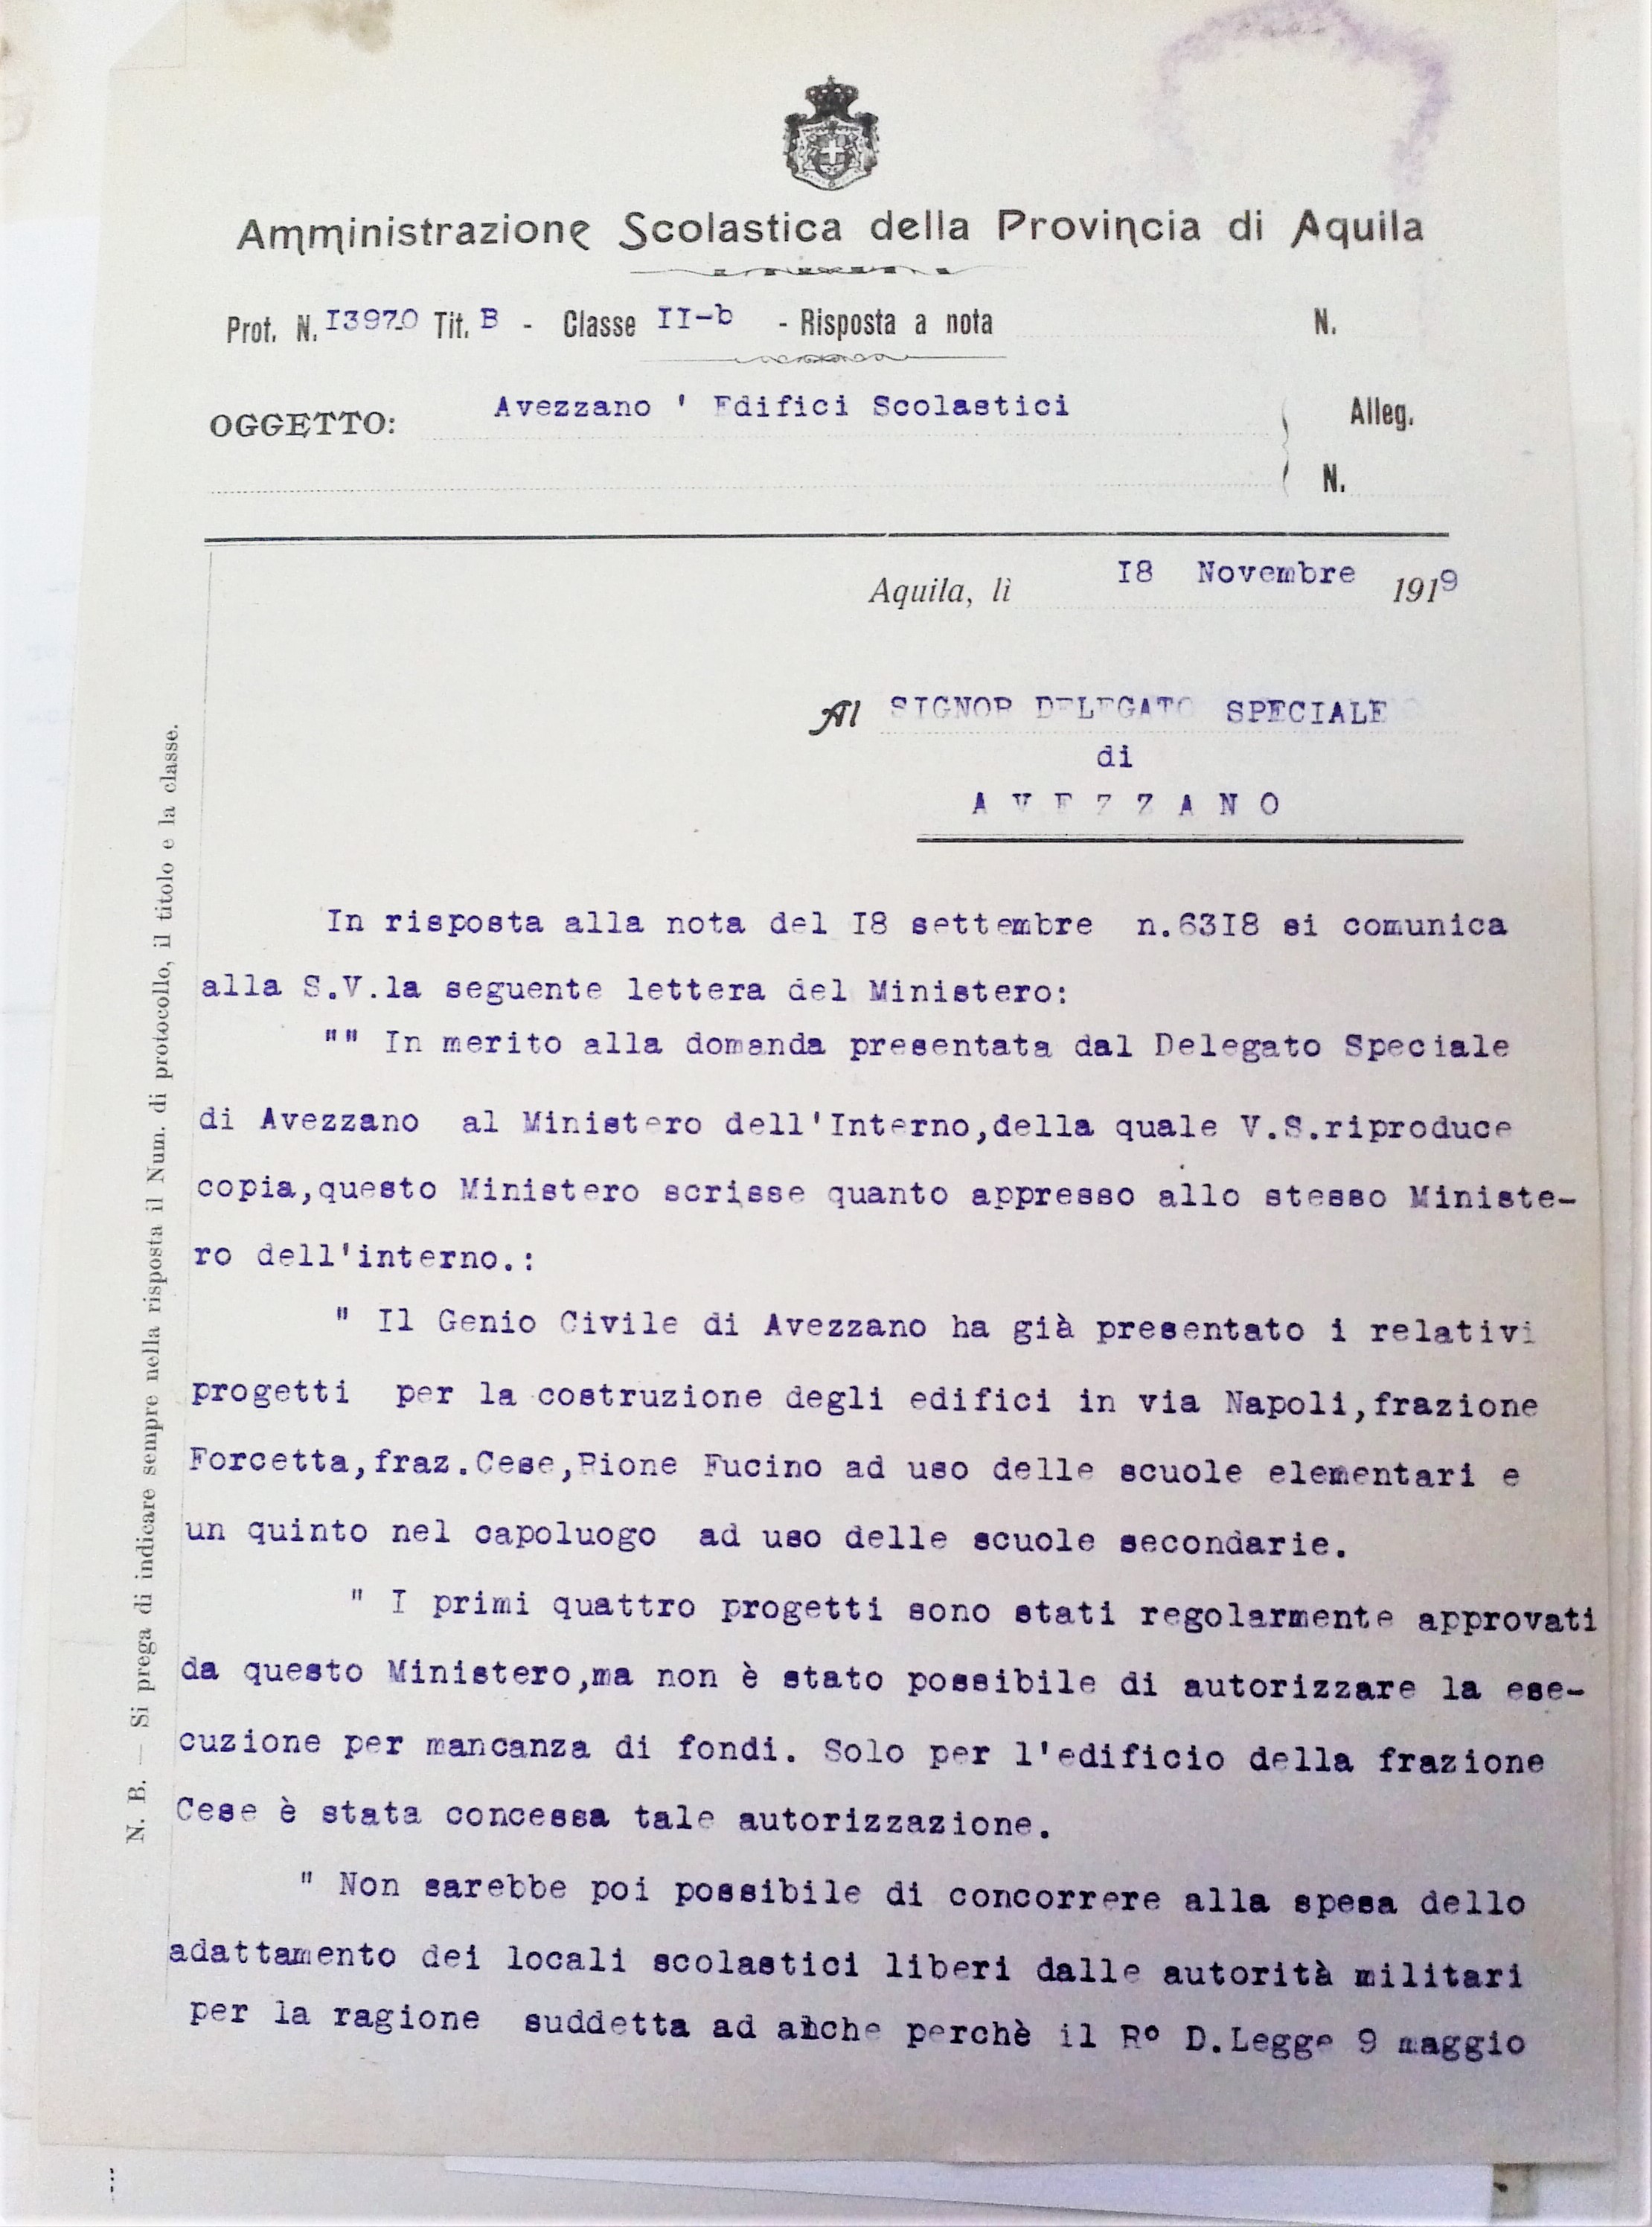 Amministrazione Scolastica della Provincia di Aquila
Prot. N. I3970 Tit. B - Classe II-b - Risposta a nota N.
OGGETTO: Avezzano ' Edifici Scolastici Alleg.
N.
Aquila, lì I8 Novembre 1919
Al SIGNOR DELEGATO SPECIALE
di
A V E Z Z A N O
In risposta alla nota del I8 settembre n.63I8 si comunica
alla S.V.la seguente lettera del Ministero:
"" In merito alla domanda presentata dal Delegato Speciale
di Avezzano al Ministero dell'Interno,della quale V.S.riproduce
copia,questo Ministero scrisse quanto appresso allo stesso Ministe-
ro dell'interno.:
" Il Genio Civile di Avezzano ha già presentato i relativi
progetti per la costruzione degli edifici in via Napoli,frazione
Forcetta,fraz.Cese,Rione Fucino ad uso delle scuole elementari e
un quinto nel capoluogo ad uso delle scuole secondarie.
" I primi quattro progetti sono stati regolarmente approvati
da questo Ministero,ma non è stato possibile di autorizzare la ese-
cuzione per mancanza di fondi. Solo per l'edificio della frazione
Cese è stata concessa tale autorizzazione.
" Non sarebbe poi possibile di concorrere alla spesa dello
adattamento dei locali scolastici liberi dalle autorità militari
per la ragione suddetta ad anche perchè il Rº D.Legge 9 maggio
N. B. — Si prega di indicare sempre nella risposta il Num. di protocollo, il titolo e la classe.